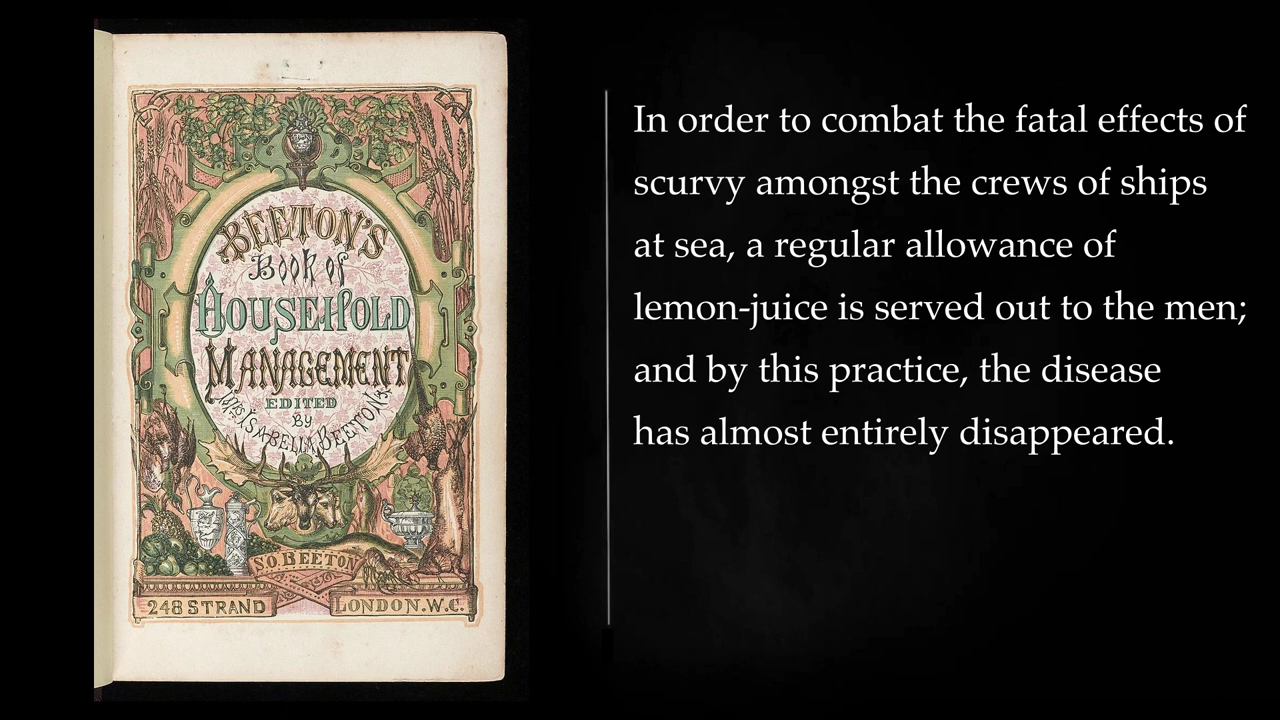 BEETON'S
Book of
HOUSEHOLD
MANAGEMENT
EDITED
BY
MRS ISABELLA BEETON
S.O. BEETON
248 STRAND
LONDON. W.C.
In order to combat the fatal effects of
scurvy amongst the crews of ships
at sea, a regular allowance of
lemon-juice is served out to the men;
and by this practice, the disease
has almost entirely disappeared.